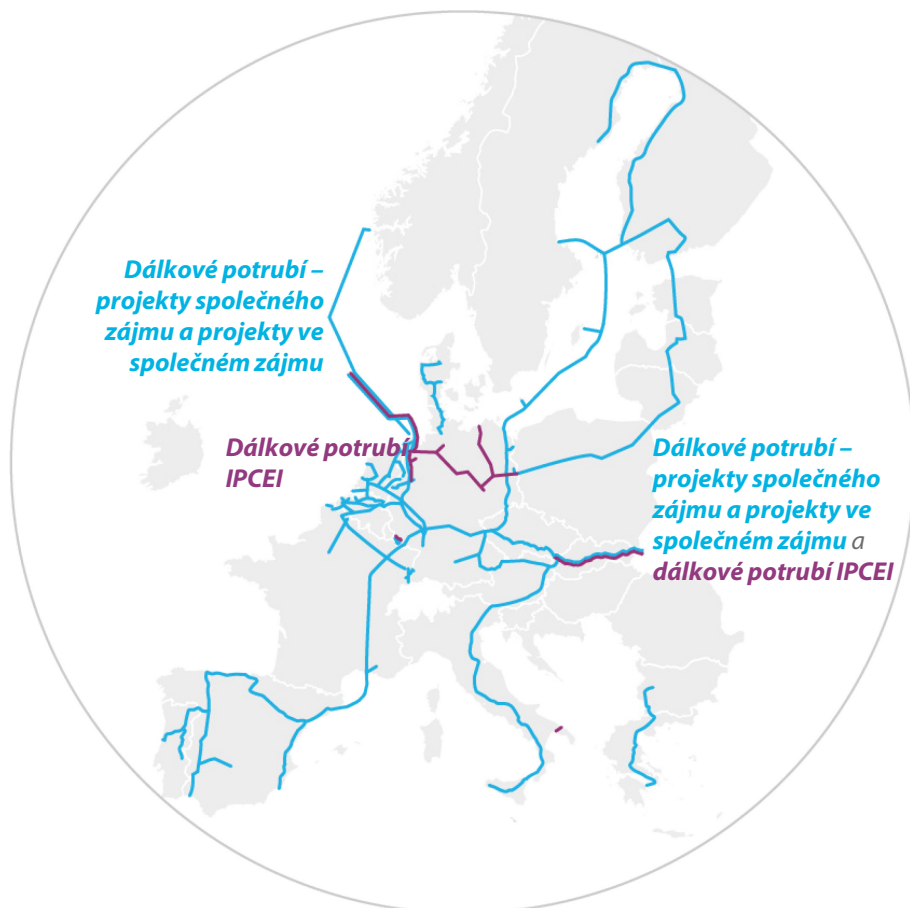 Dálkové potrubí –
projekty společného
zájmu a projekty ve
společném zájmu
Dálkové potrubí
IPCEI
Dálkové potrubí –
projekty společného
zájmu a projekty ve
společném zájmu a
dálkové potrubí IPCEI